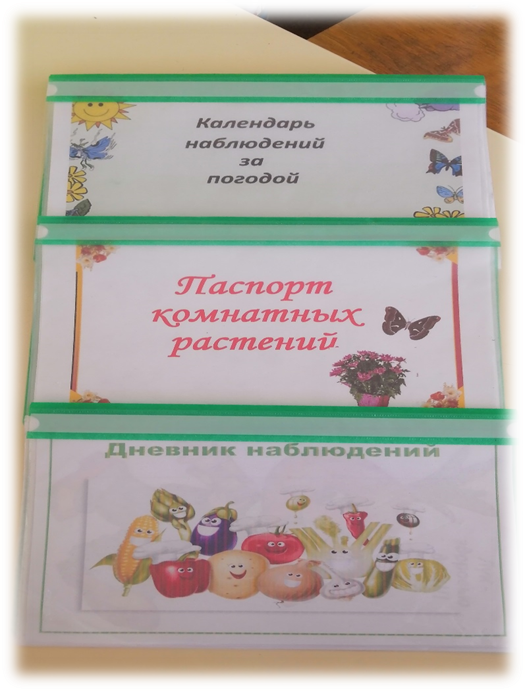 Календарь
наблюдений
за
погодой
Паспорт
комнатных
растений
Дневник наблюдений